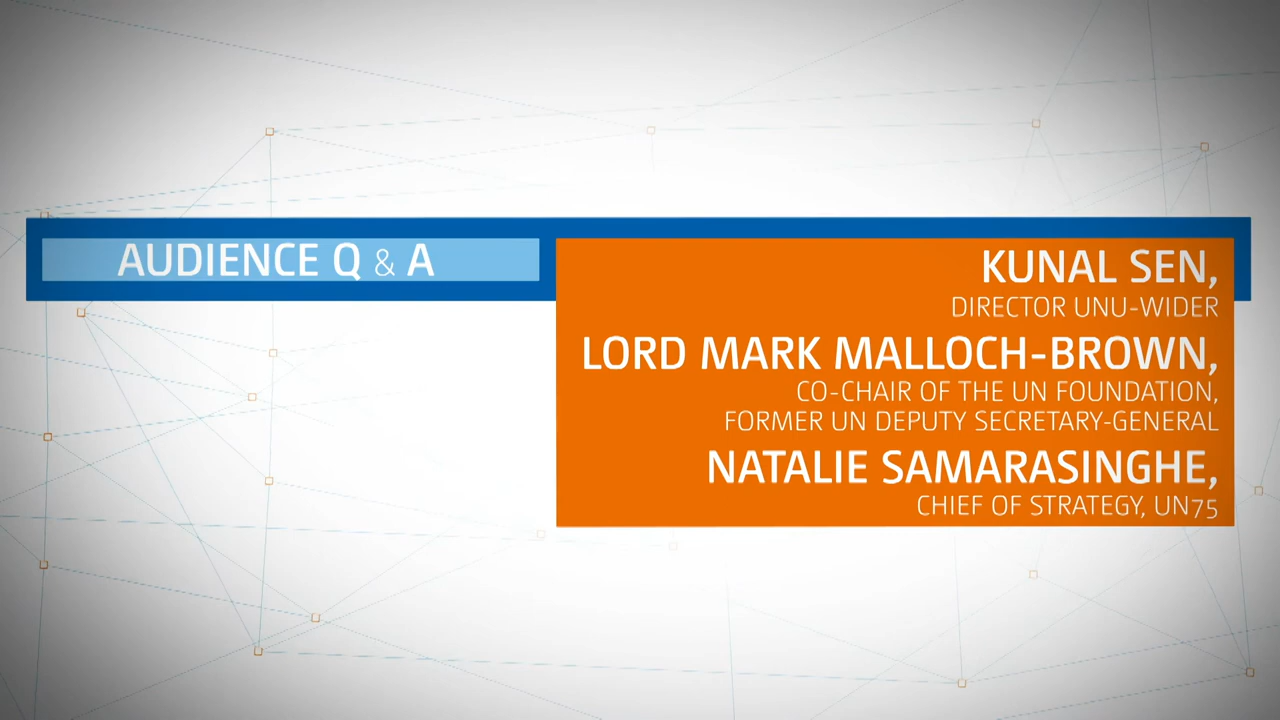 AUDIENCE Q & A
KUNAL SEN,
DIRECTOR UNU-WIDER
LORD MARK MALLOCH-BROWN,
CO-CHAIR OF THE UN FOUNDATION,
FORMER UN DEPUTY SECRETARY-GENERAL
NATALIE SAMARASINGHE,
CHIEF OF STRATEGY, UN75